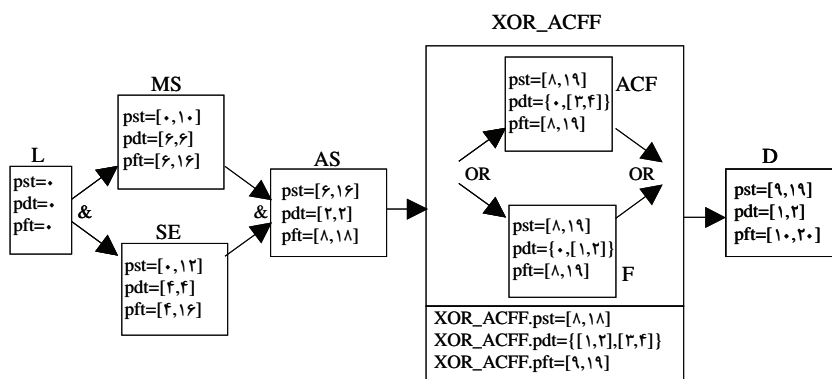 XOR_ACFF
MS
pst=[۰,۱۰]
pdt=[۶,۶]
pft=[۶,۱۶]
ACF
pst=[۸,۱۹]
pdt={۰,[۳,۴]}
pft=[۸,۱۹]
L
pst=۰
pdt=۰
pft=۰
&
AS
pst=[۶,۱۶]
pdt=[۲,۲]
pft=[۸,۱۸]
&
OR
OR
D
pst=[۹,۱۹]
pdt=[۱,۲]
pft=[۱۰,۲۰]
SE
pst=[۰,۱۲]
pdt=[۴,۴]
pft=[۴,۱۶]
pst=[۸,۱۹]
pdt={۰,[۱,۲]}
pft=[۸,۱۹]
F
XOR_ACFF.pst=[۸,۱۸]
XOR_ACFF.pdt={[۱,۲],[۳,۴]}
XOR_ACFF.pft=[۹,۱۹]